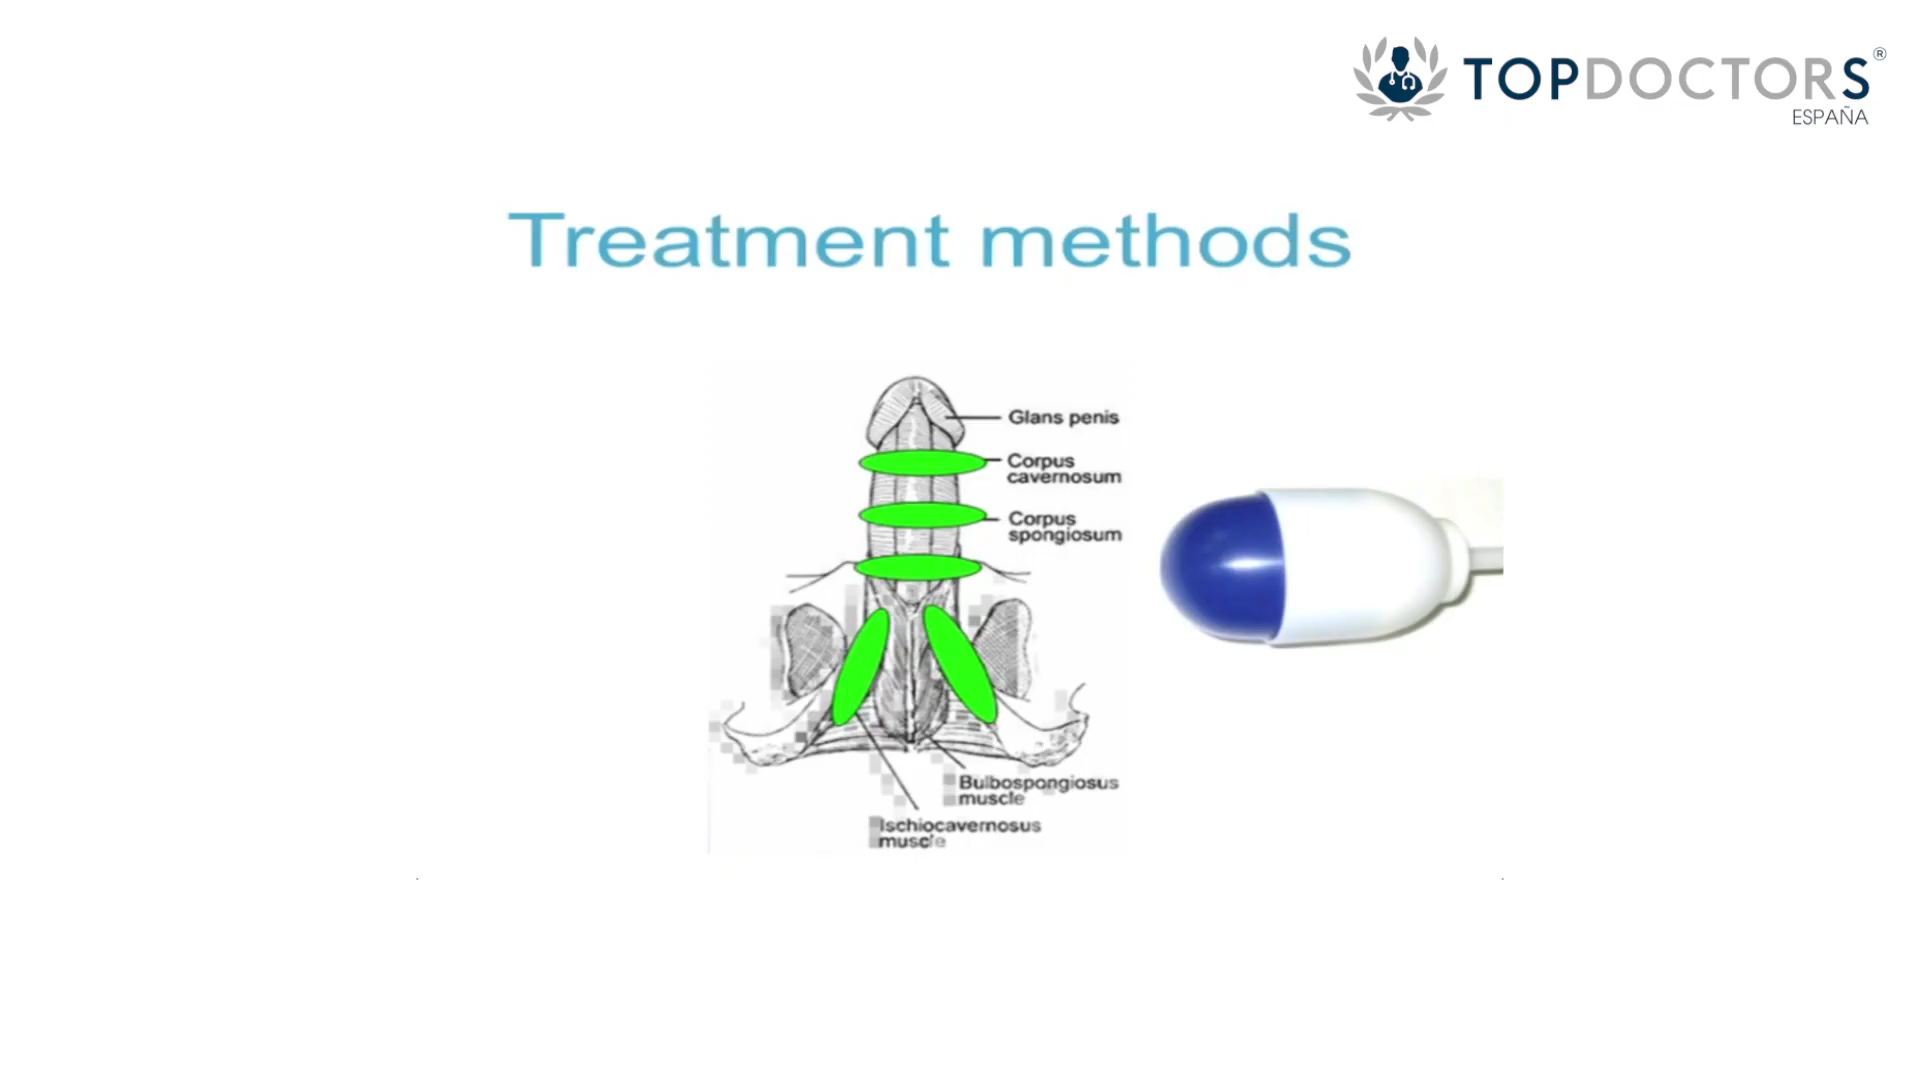 TOPDOCTORS®
ESPAÑA
Treatment methods
Glans penis
Corpus
cavernosum
Corpus
spongiosum
Bulbospongiosus
muscle
Ischiocavernosus
muscle